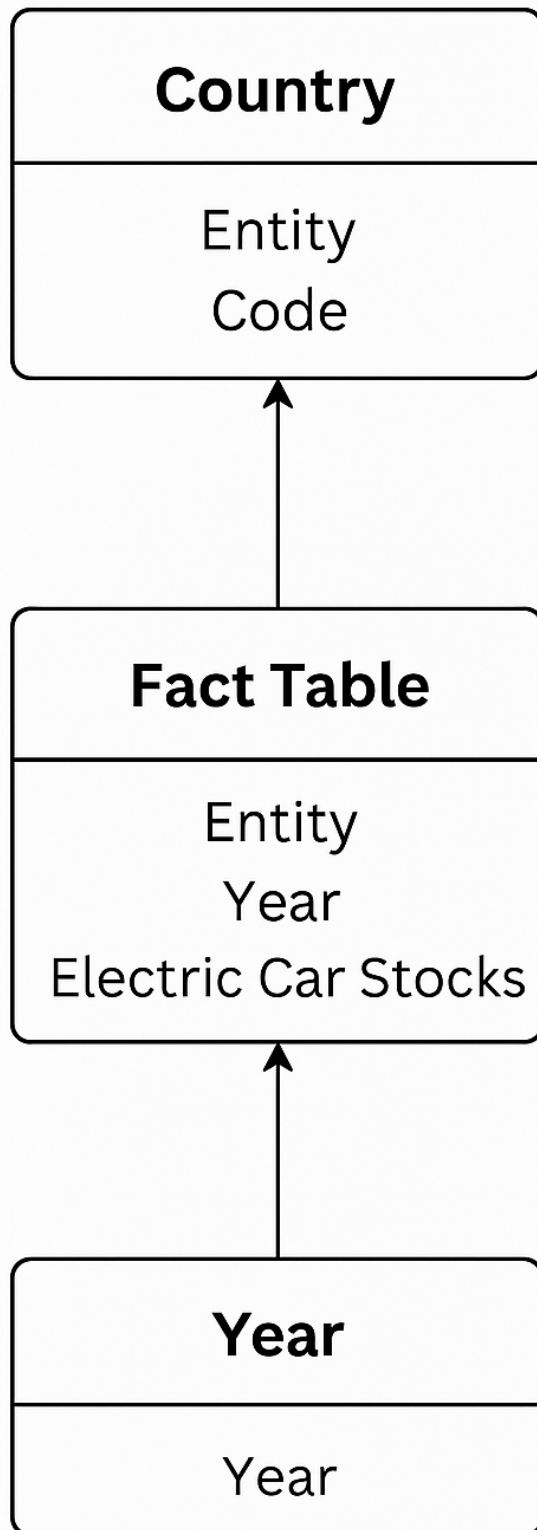 Country
Entity
Code
Fact Table
Entity
Year
Electric Car Stocks
Year
Year